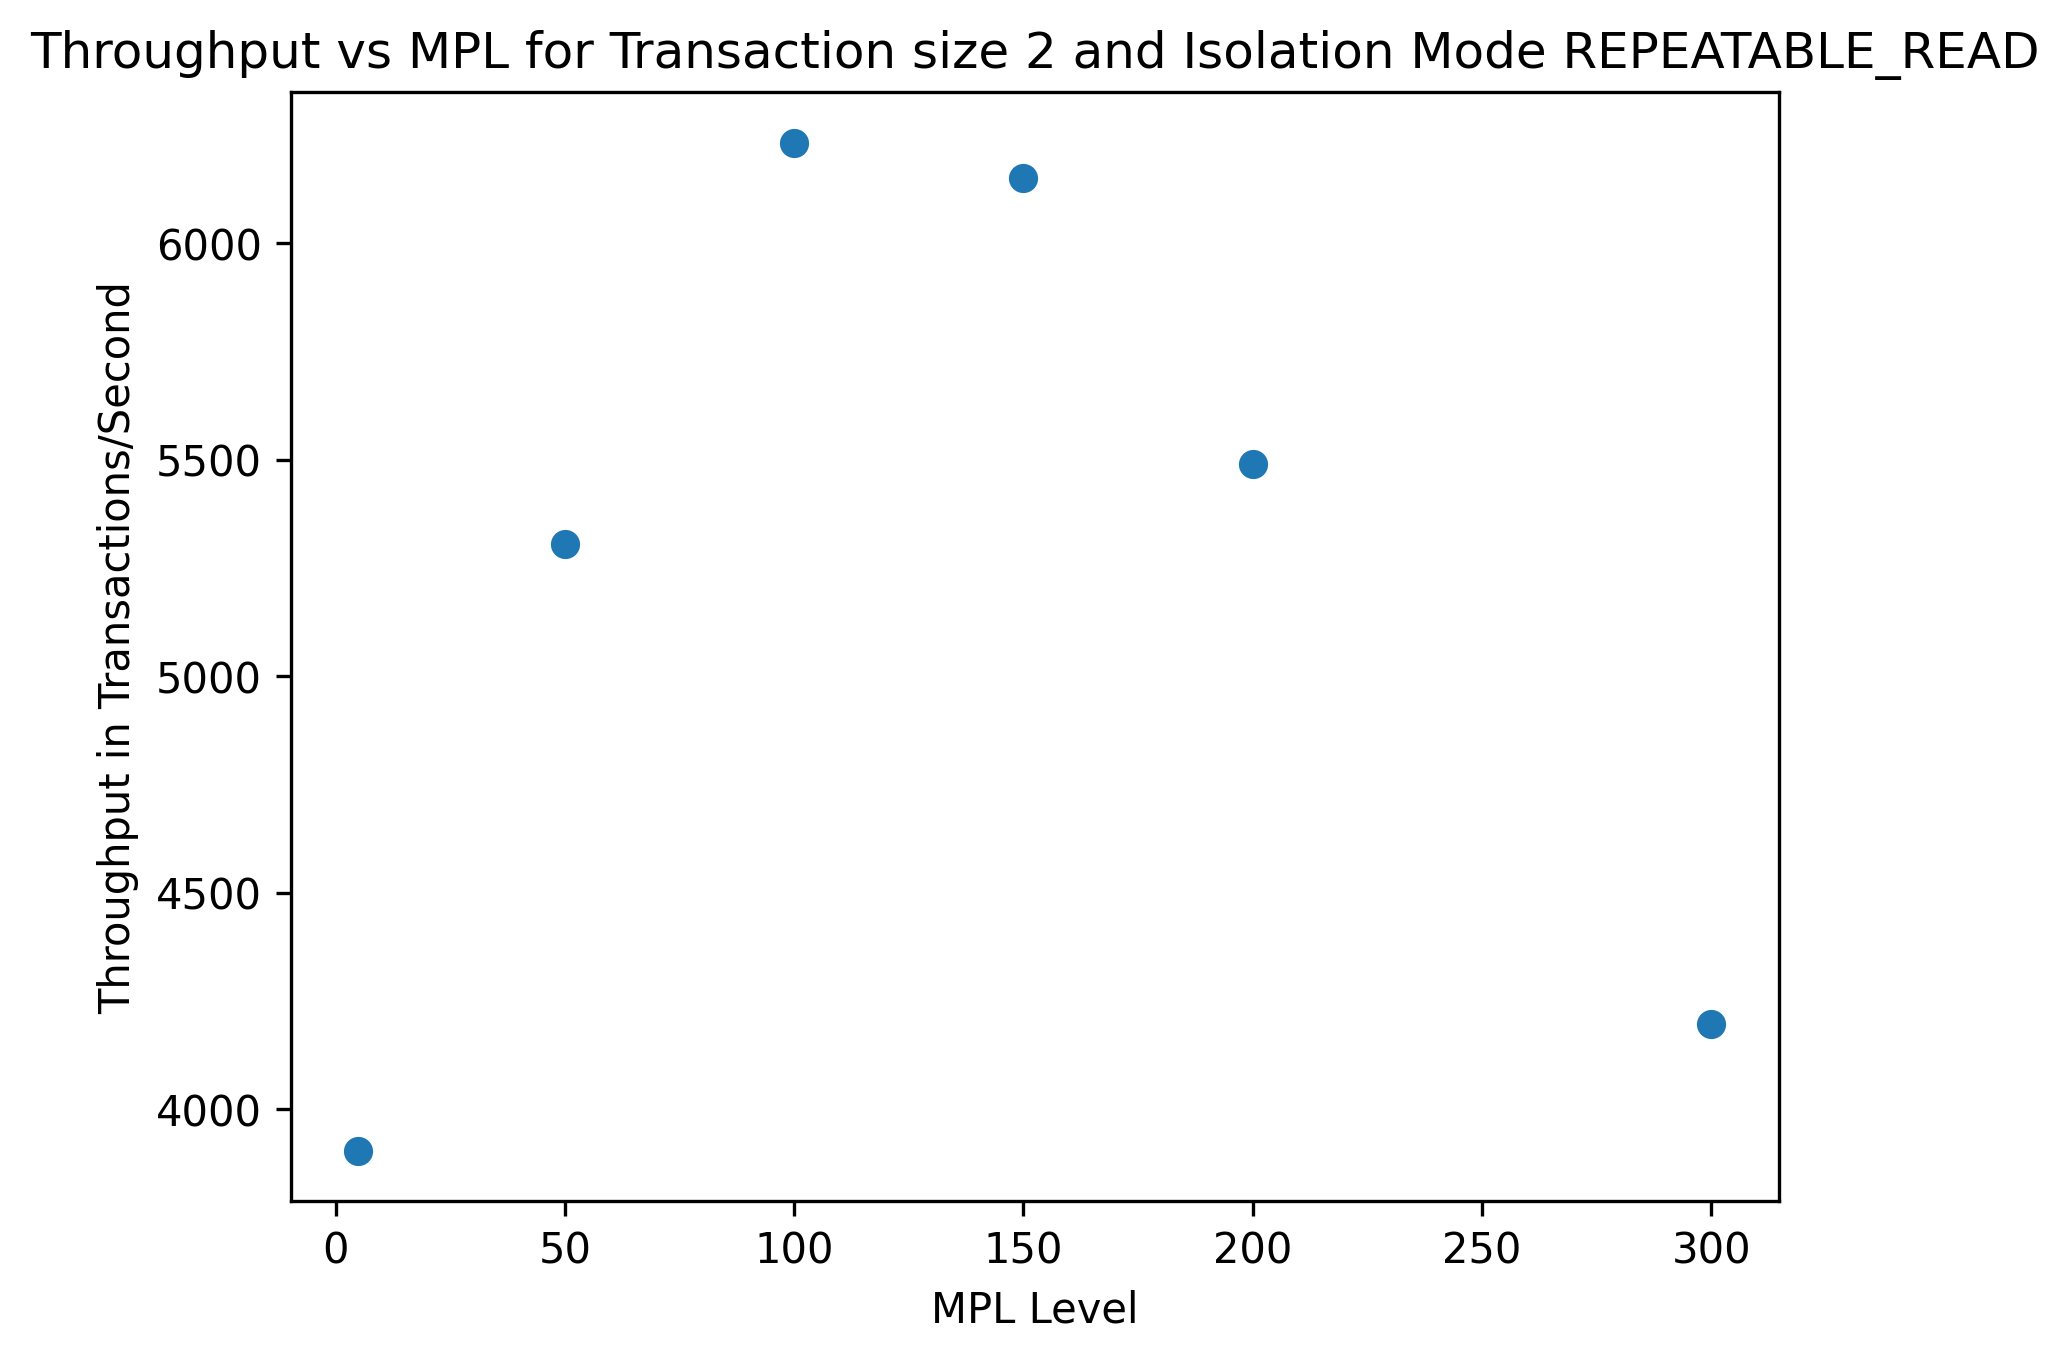 Throughput vs MPL for Transaction size 2 and Isolation Mode REPEATABLE_READ
Throughput in Transactions/Second
6000
5500
5000
4500
4000
0 50 100 150 200 250 300
MPL Level